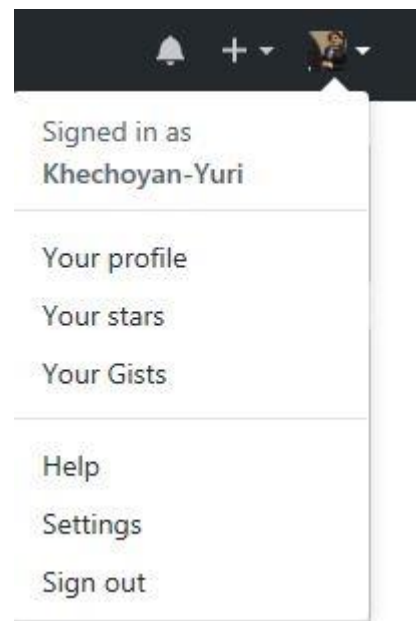 Signed in as
Khechoyan-Yuri
Your profile
Your stars
Your Gists
Help
Settings
Sign out